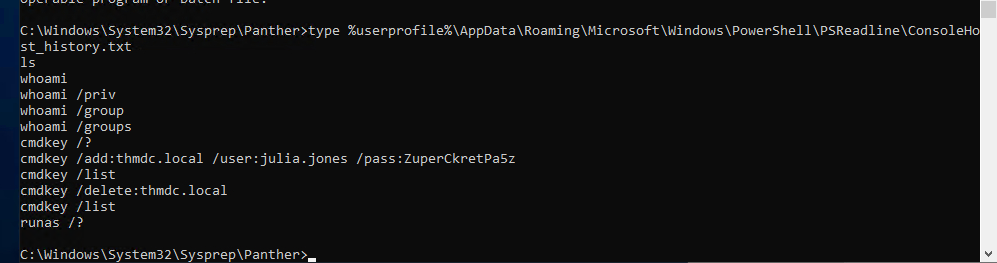 operable program or batch file.
C:\Windows\System32\Sysprep\Panther>type %userprofile%\AppData\Roaming\Microsoft\Windows\PowerShell\PSReadline\ConsoleHo
st_history.txt
ls
whoami
whoami /priv
whoami /group
whoami /groups
cmdkey /?
cmdkey /add:thmdc.local /user:julia.jones /pass:ZuperCkretPa5z
cmdkey /list
cmdkey /delete:thmdc.local
cmdkey /list
runas /?
C:\Windows\System32\Sysprep\Panther>